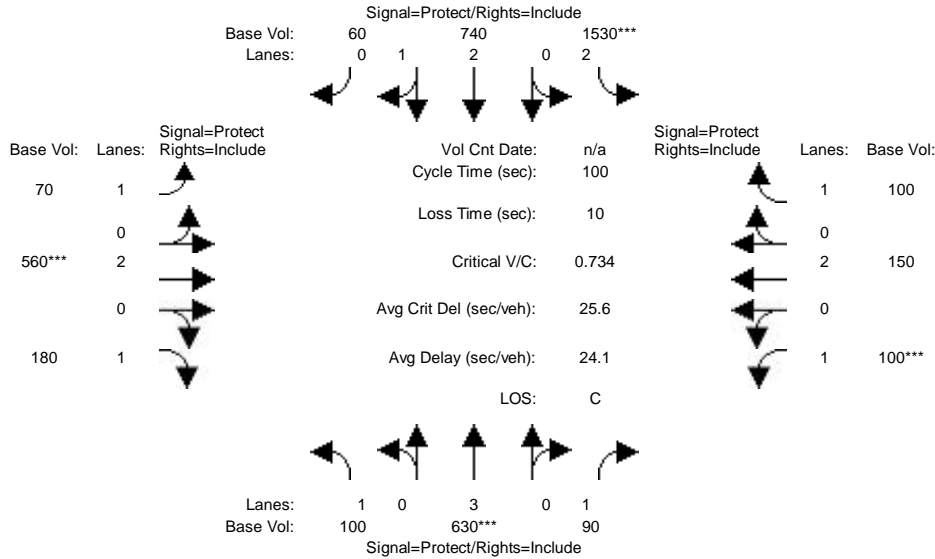 Signal=Protect/Rights=Include
Base Vol: 60 740 1530***
Lanes: 0 1 2 0 2
Signal=Protect
Base Vol: Lanes: Rights=Include
Vol Cnt Date: n/a
Signal=Protect
Rights=Include Lanes: Base Vol:
Cycle Time (sec): 100
70 1
1 100
Loss Time (sec): 10
0
0
560*** 2
Critical V/C: 0.734
2 150
0
Avg Crit Del (sec/veh): 25.6
0
180 1
Avg Delay (sec/veh): 24.1
1 100***
LOS: C
Lanes: 1 0 3 0 1
Base Vol: 100 630*** 90
Signal=Protect/Rights=Include